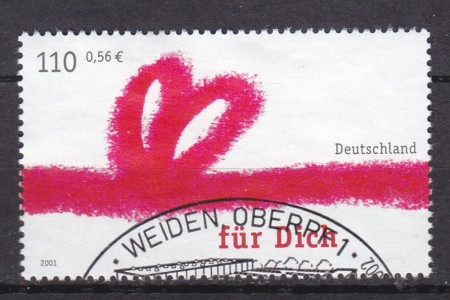 110 0,56 €
Deutschland
· WEIDEN, OBERPF 1 ·
für Dich
2001